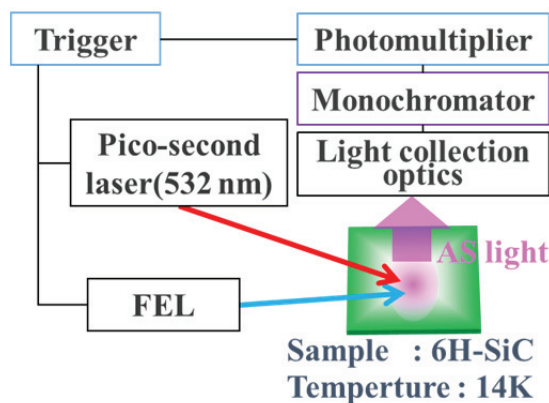 Trigger
Photomultiplier
Monochromator
Pico-second
laser(532 nm)
Light collection
optics
AS light
FEL
Sample : 6H-SiC
Temperture : 14K